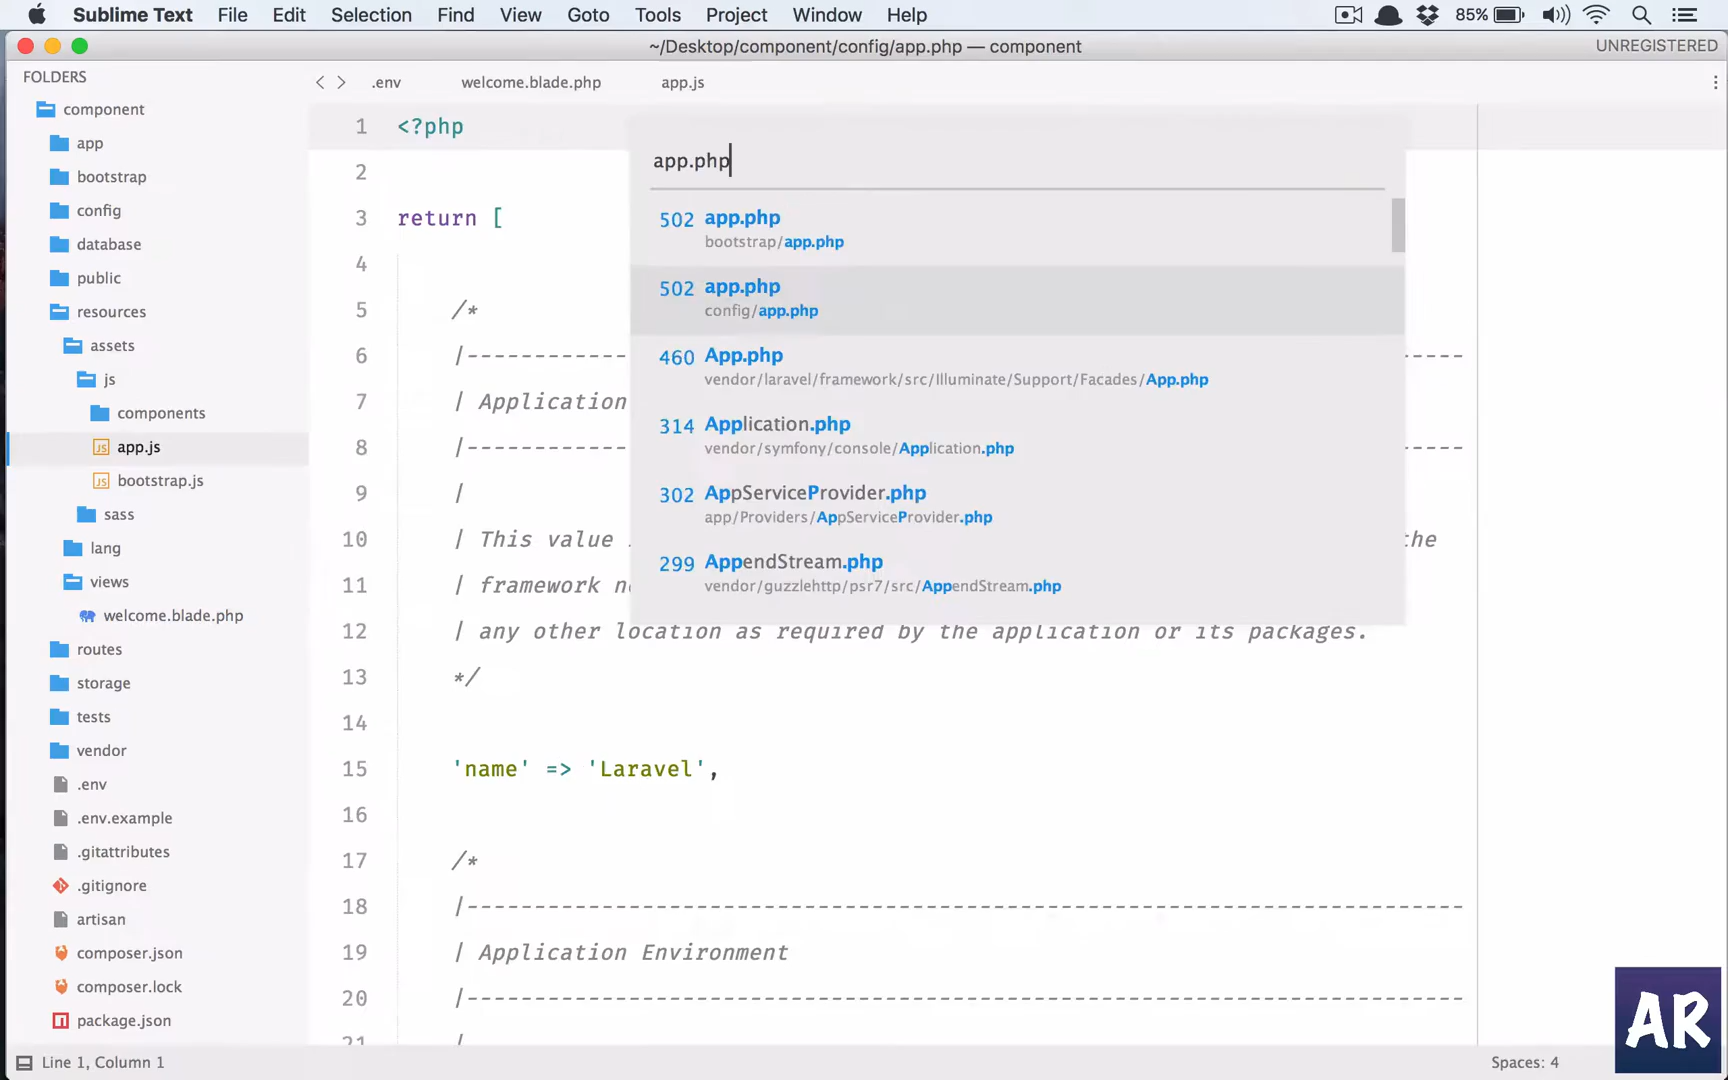 Sublime Text File Edit Selection Find View Goto Tools Project Window Help 85%
~/Desktop/component/config/app.php — component UNREGISTERED
FOLDERS
component
app
bootstrap
config
database
public
resources
assets
js
components
app.js
bootstrap.js
sass
lang
views
welcome.blade.php
routes
storage
tests
vendor
.env
.env.example
.gitattributes
.gitignore
artisan
composer.json
composer.lock
package.json
.env welcome.blade.php app.js
1 <?php
2
3 return [
4
5 /*
6 |------------
7 | Application
8 |------------
9 |
10 | This value the
11 | framework
12 | any other location as required by the application or its packages.
13 */
14
15 'name' => 'Laravel',
16
17 /*
18 |--------------------------------------------------------------------------
19 | Application Environment
20 |--------------------------------------------------------------------------
21 |
app.php
502 app.php
bootstrap/app.php
502 app.php
config/app.php
460 App.php
vendor/laravel/framework/src/Illuminate/Support/Facades/App.php
314 Application.php
vendor/symfony/console/Application.php
302 AppServiceProvider.php
app/Providers/AppServiceProvider.php
299 AppendStream.php
vendor/guzzlehttp/psr7/src/AppendStream.php
Line 1, Column 1 Spaces: 4
AR